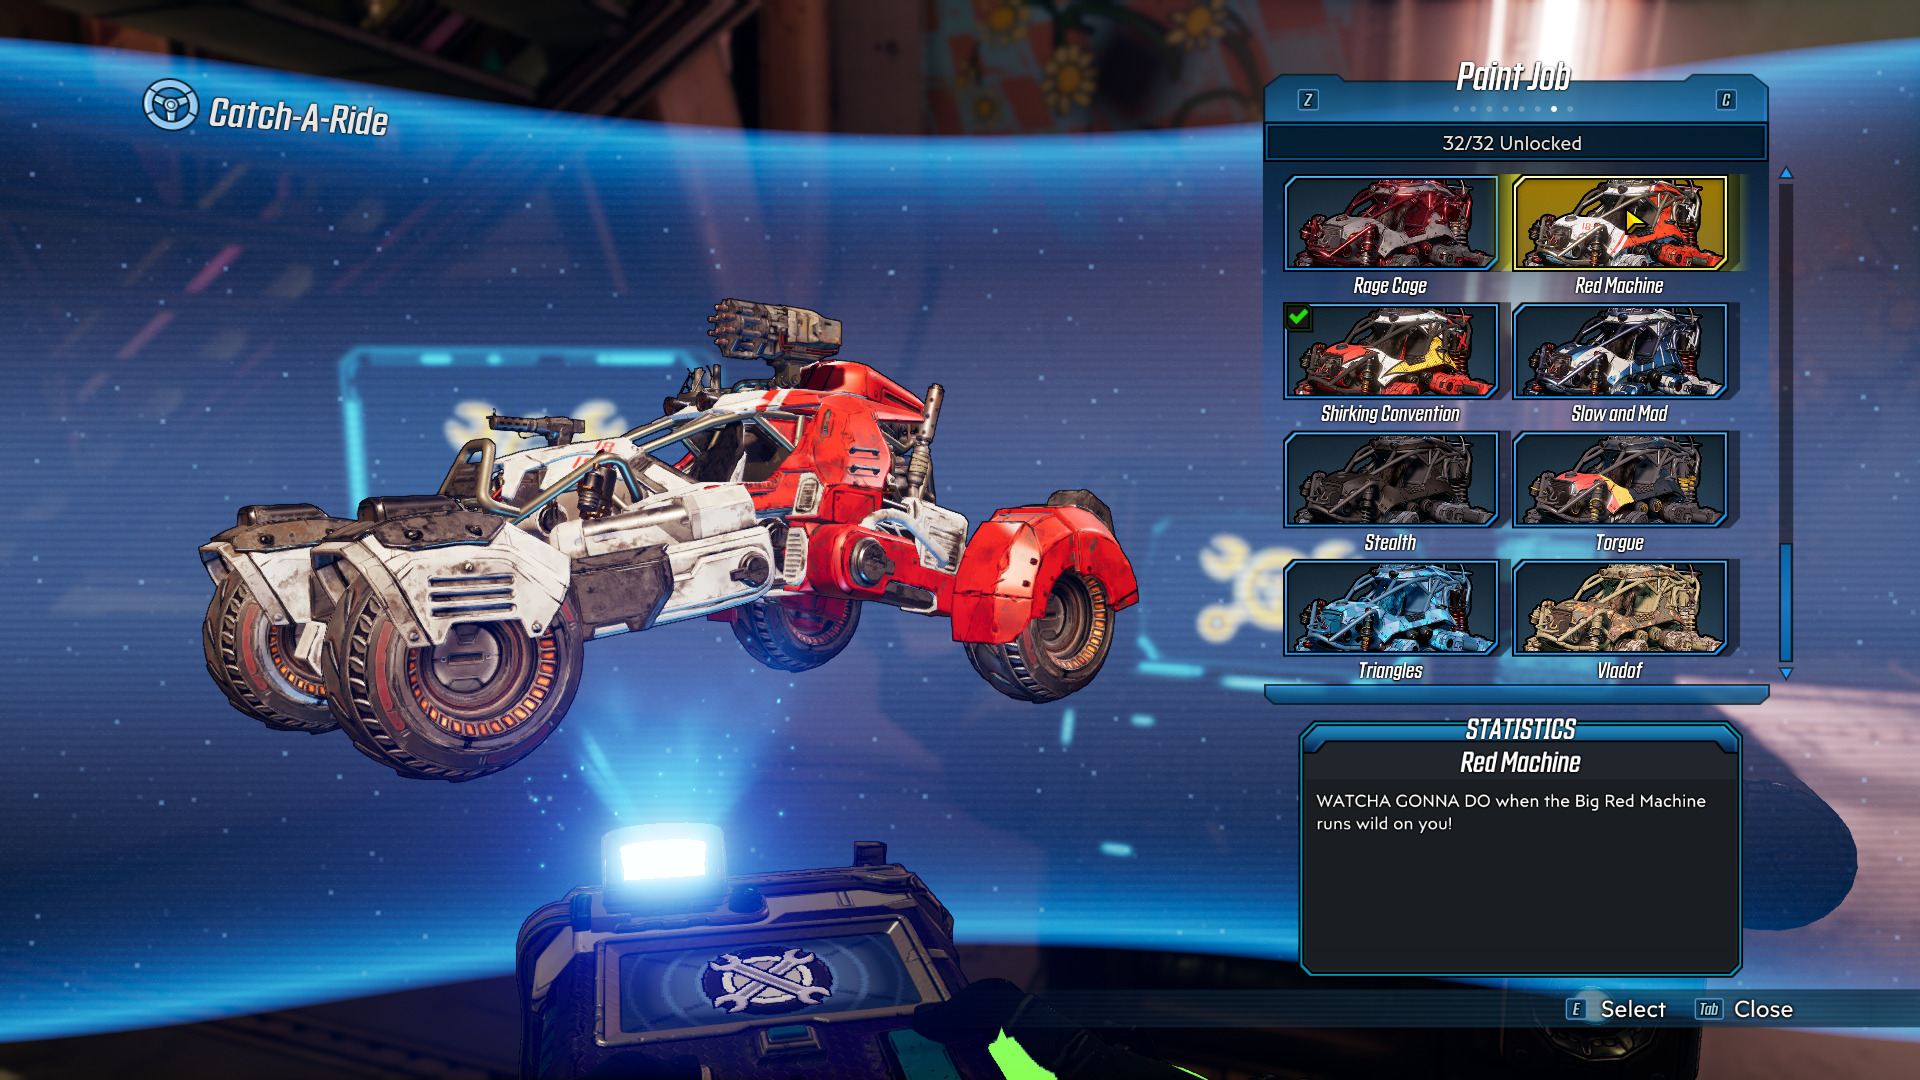 Catch-A-Ride
Paint Job
Z
C
32/32 Unlocked
Rage Cage
Red Machine
Shirking Convention
Slow and Mad
Stealth
Torgue
Triangles
Vladof
STATISTICS
Red Machine
WATCHA GONNA DO when the Big Red Machine
runs wild on you!
E Select
Tab Close
18